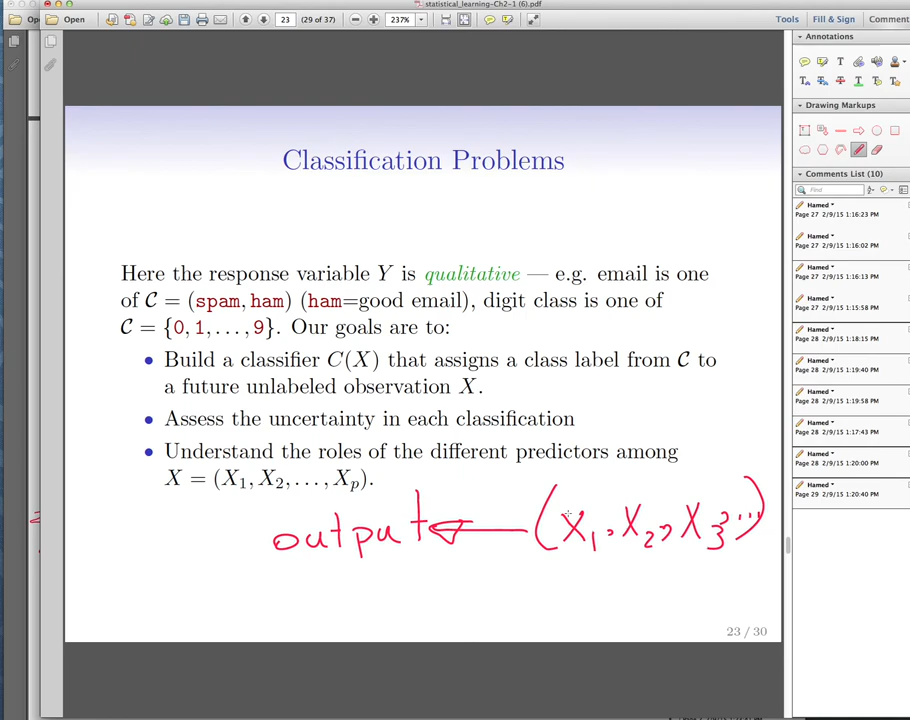 statistical_learning-Ch2-1 (6).pdf
Open
23
(29 of 37)
237%
Tools
Fill & Sign
Comment
Annotations
Drawing Markups
Comments List (10)
Find
Hamed
Page 27 2/9/15 1:16:23 PM
Hamed
Page 27 2/9/15 1:16:02 PM
Hamed
Page 27 2/9/15 1:16:13 PM
Hamed
Page 27 2/9/15 1:15:58 PM
Hamed
Page 28 2/9/15 1:18:15 PM
Hamed
Page 28 2/9/15 1:19:40 PM
Hamed
Page 28 2/9/15 1:19:58 PM
Hamed
Page 28 2/9/15 1:17:43 PM
Hamed
Page 28 2/9/15 1:20:00 PM
Hamed
Page 29 2/9/15 1:20:40 PM
Classification Problems
Here the response variable Y is qualitative — e.g. email is one
of C = (spam, ham) (ham=good email), digit class is one of
C = {0, 1, . . . , 9}. Our goals are to:
• Build a classifier C(X) that assigns a class label from C to
a future unlabeled observation X.
• Assess the uncertainty in each classification
• Understand the roles of the different predictors among
X = (X₁, X₂, . . . , Xₚ).
output ← (X₁, X₂, X₃, ...)
23 / 30